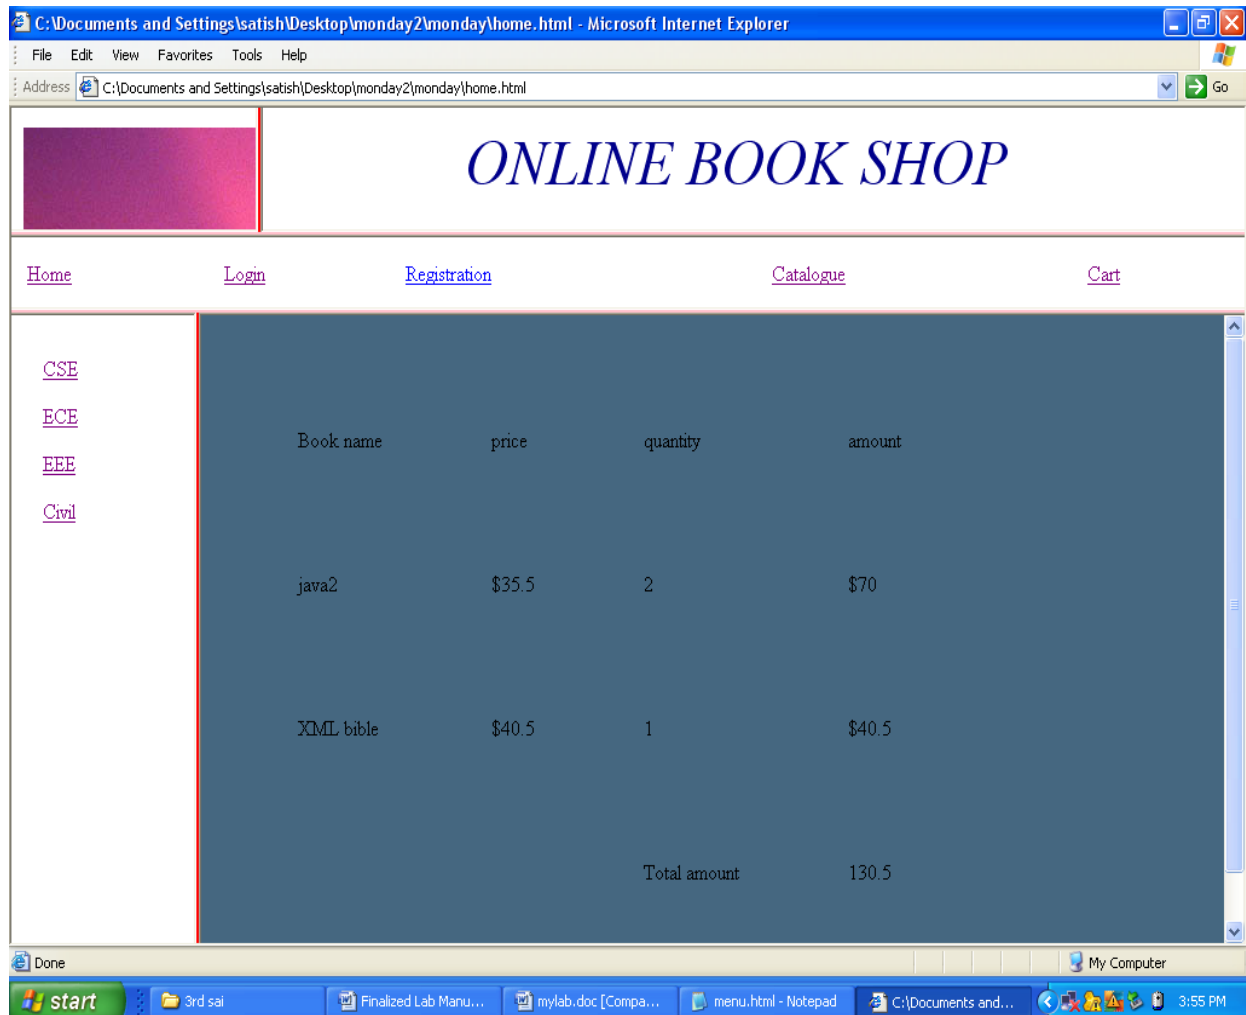 C:\Documents and Settings\satish\Desktop\monday2\monday\home.html - Microsoft Internet Explorer
File Edit View Favorites Tools Help
Address C:\Documents and Settings\satish\Desktop\monday2\monday\home.html Go
ONLINE BOOK SHOP
Home Login Registration Catalogue Cart
CSE
ECE
EEE
Civil
Book name price quantity amount
java2 $35.5 2 $70
XML bible $40.5 1 $40.5
Total amount 130.5
Done My Computer
start 3rd sai Finalized Lab Manu... mylab.doc [Compa... menu.html - Notepad C:\Documents and... 3:55 PM